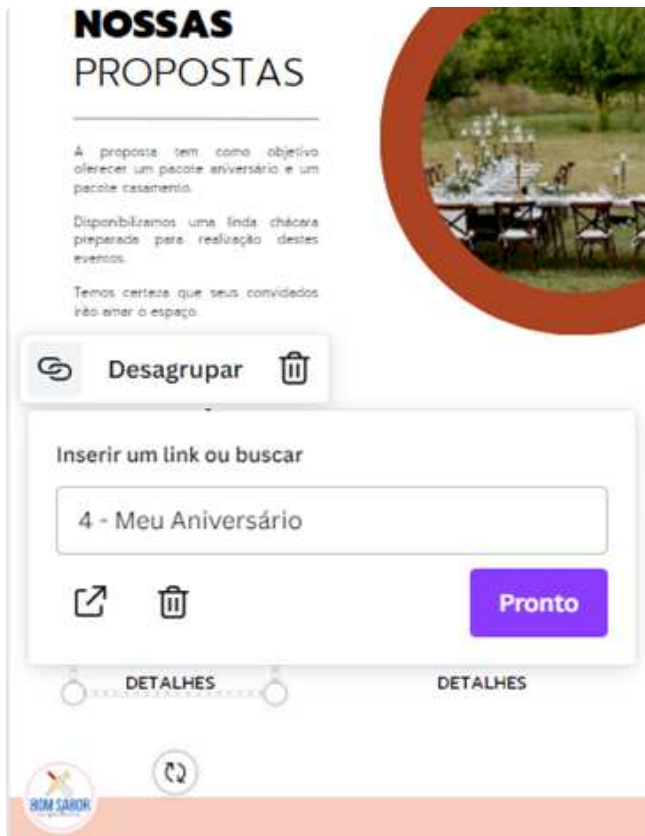 NOSSAS
PROPOSTAS
A proposta tem como objetivo
oferecer um pacote aniversário e um
pacote casamento.
Disponibilizamos uma linda chácara
preparada para realização destes
eventos.
Temos certeza que seus convidados
irão amar o espaço.
Desagrupar
Inserir um link ou buscar
4 - Meu Aniversário
Pronto
DETALHES
DETALHES
BOM SABOR